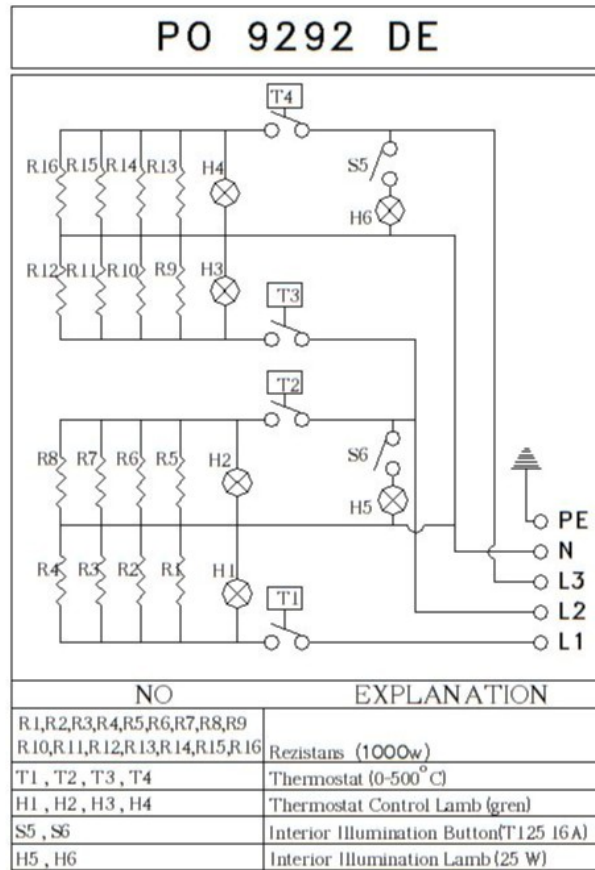 PO 9292 DE
T4
R16 R15 R14 R13 H4 S5
H6
R12 R11 R10 R9 H3
T3
T2
R8 R7 R6 R5 H2 S6
H5
PE
N
R4 R3 R2 R1 H1 T1 L3
L2
L1
NO EXPLANATION
R1,R2,R3,R4,R5,R6,R7,R8,R9
R10,R11,R12,R13,R14,R15,R16 Rezistans (1000w)
T1 , T2 , T3 , T4 Thermostat (0-500°C)
H1 , H2 , H3 , H4 Thermostat Control Lamb (gren)
S5 , S6 Interior Illumination Button(T125 16A)
H5 , H6 Interior Illumination Lamb (25 W)